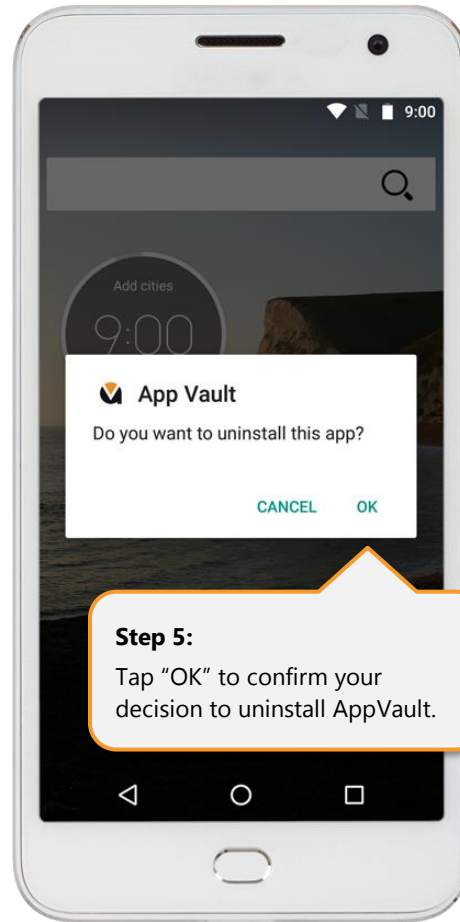 9:00
Add cities
9:00
App Vault
Do you want to uninstall this app?
CANCEL OK
Step 5:
Tap “OK” to confirm your
decision to uninstall AppVault.